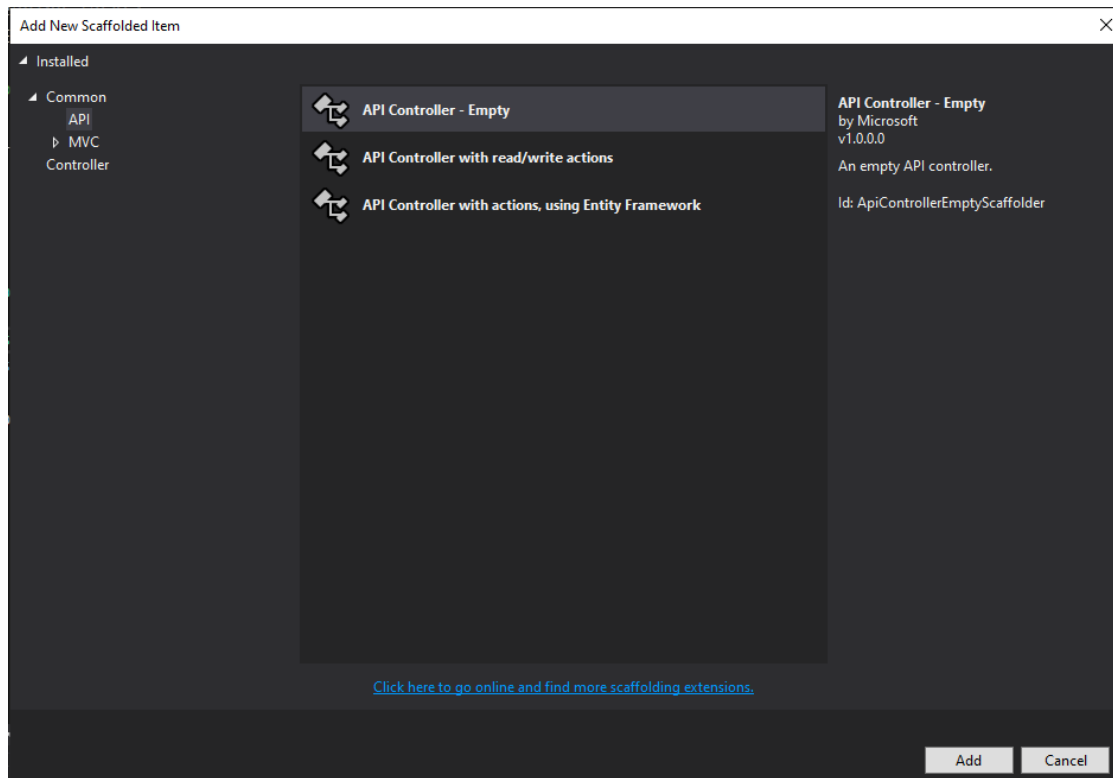 Add New Scaffolded Item
Installed
Common
API
MVC
Controller
API Controller - Empty
API Controller with read/write actions
API Controller with actions, using Entity Framework
API Controller - Empty
by Microsoft
v1.0.0.0
An empty API controller.
Id: ApiControllerEmptyScaffolder
Click here to go online and find more scaffolding extensions.
Add
Cancel